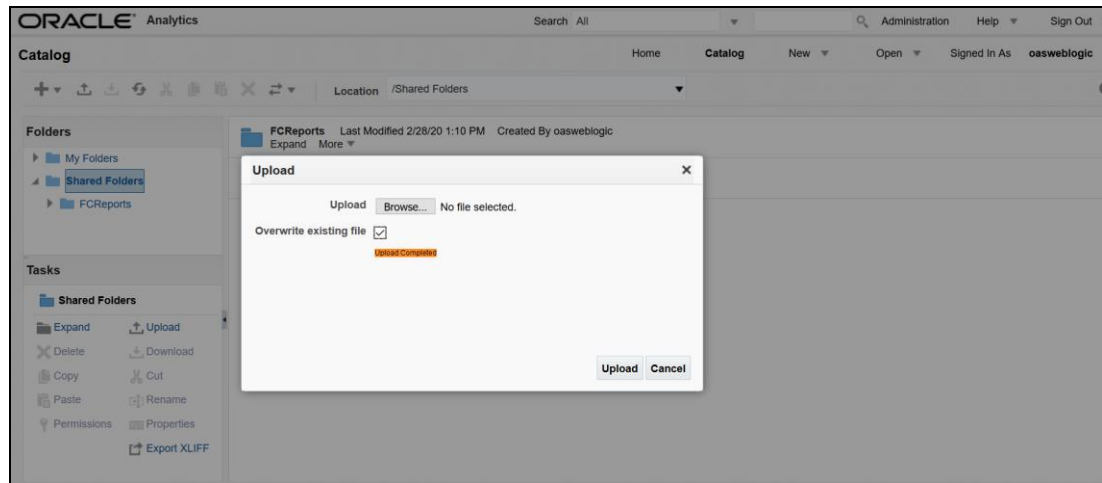 ORACLE Analytics Search All Administration Help Sign Out
Catalog Home Catalog New Open Signed In As oasweblogic
Location /Shared Folders
Folders
My Folders
Shared Folders
FCReports
FCReports Last Modified 2/28/20 1:10 PM Created By oasweblogic
Expand More
Upload
Upload Browse... No file selected.
Overwrite existing file
Upload Completed
Upload Cancel
Tasks
Shared Folders
Expand Upload
Delete Download
Copy Cut
Paste Rename
Permissions Properties
Export XLIFF